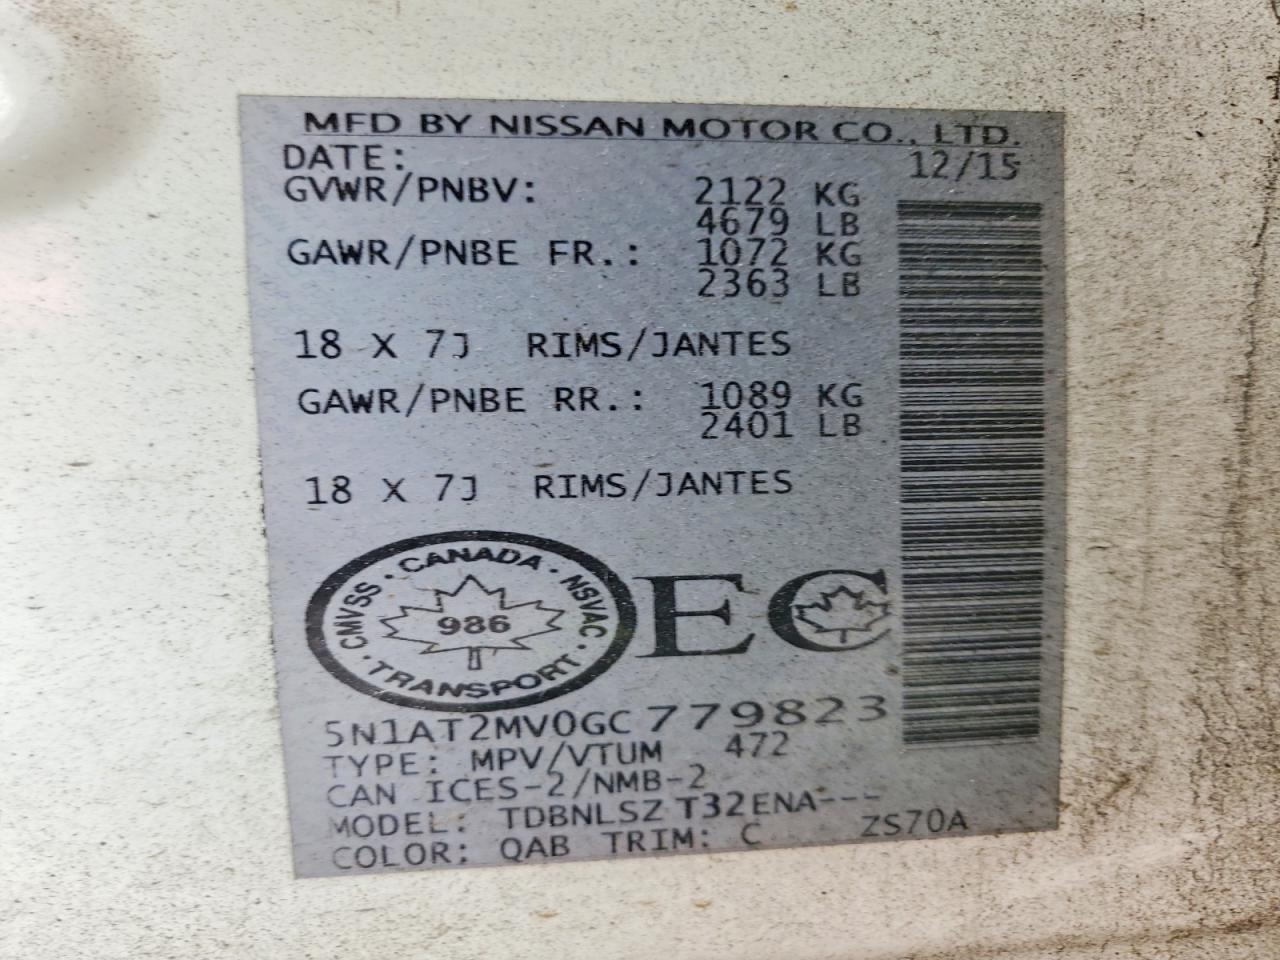 MFD BY NISSAN MOTOR CO., LTD.
DATE: 12/15
GVWR/PNBV: 2122 KG
4679 LB
GAWR/PNBE FR.: 1072 KG
2363 LB
18 X 7J RIMS/JANTES
GAWR/PNBE RR.: 1089 KG
2401 LB
18 X 7J RIMS/JANTES
CMVSS · CANADA · NSVAC · TRANSPORT ·
986
EC
5N1AT2MV0GC779823
TYPE: MPV/VTUM 472
CAN ICES-2/NMB-2
MODEL: TDBNLSZ T32ENA---
COLOR: QAB TRIM: C ZS70A